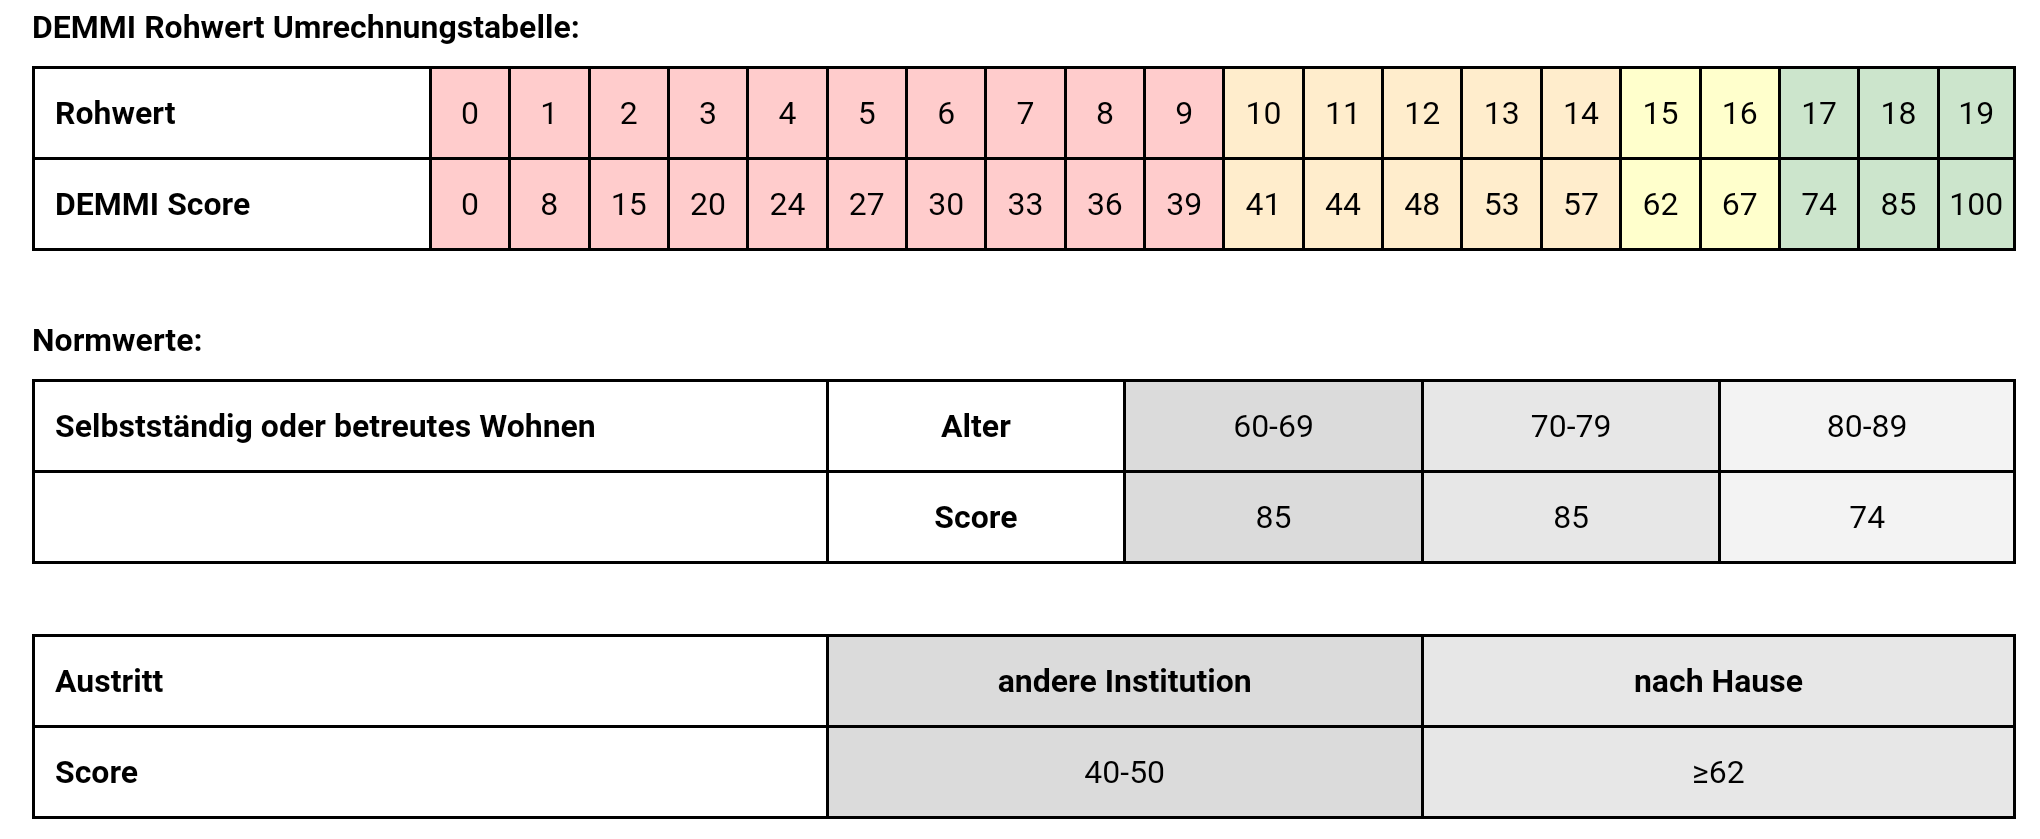 DEMMI Rohwert Umrechnungstabelle:
Rohwert 0 1 2 3 4 5 6 7 8 9 10 11 12 13 14 15 16 17 18 19
DEMMI Score 0 8 15 20 24 27 30 33 36 39 41 44 48 53 57 62 67 74 85 100
Normwerte:
Selbstständig oder betreutes Wohnen Alter 60-69 70-79 80-89
Score 85 85 74
Austritt andere Institution nach Hause
Score 40-50 ≥62